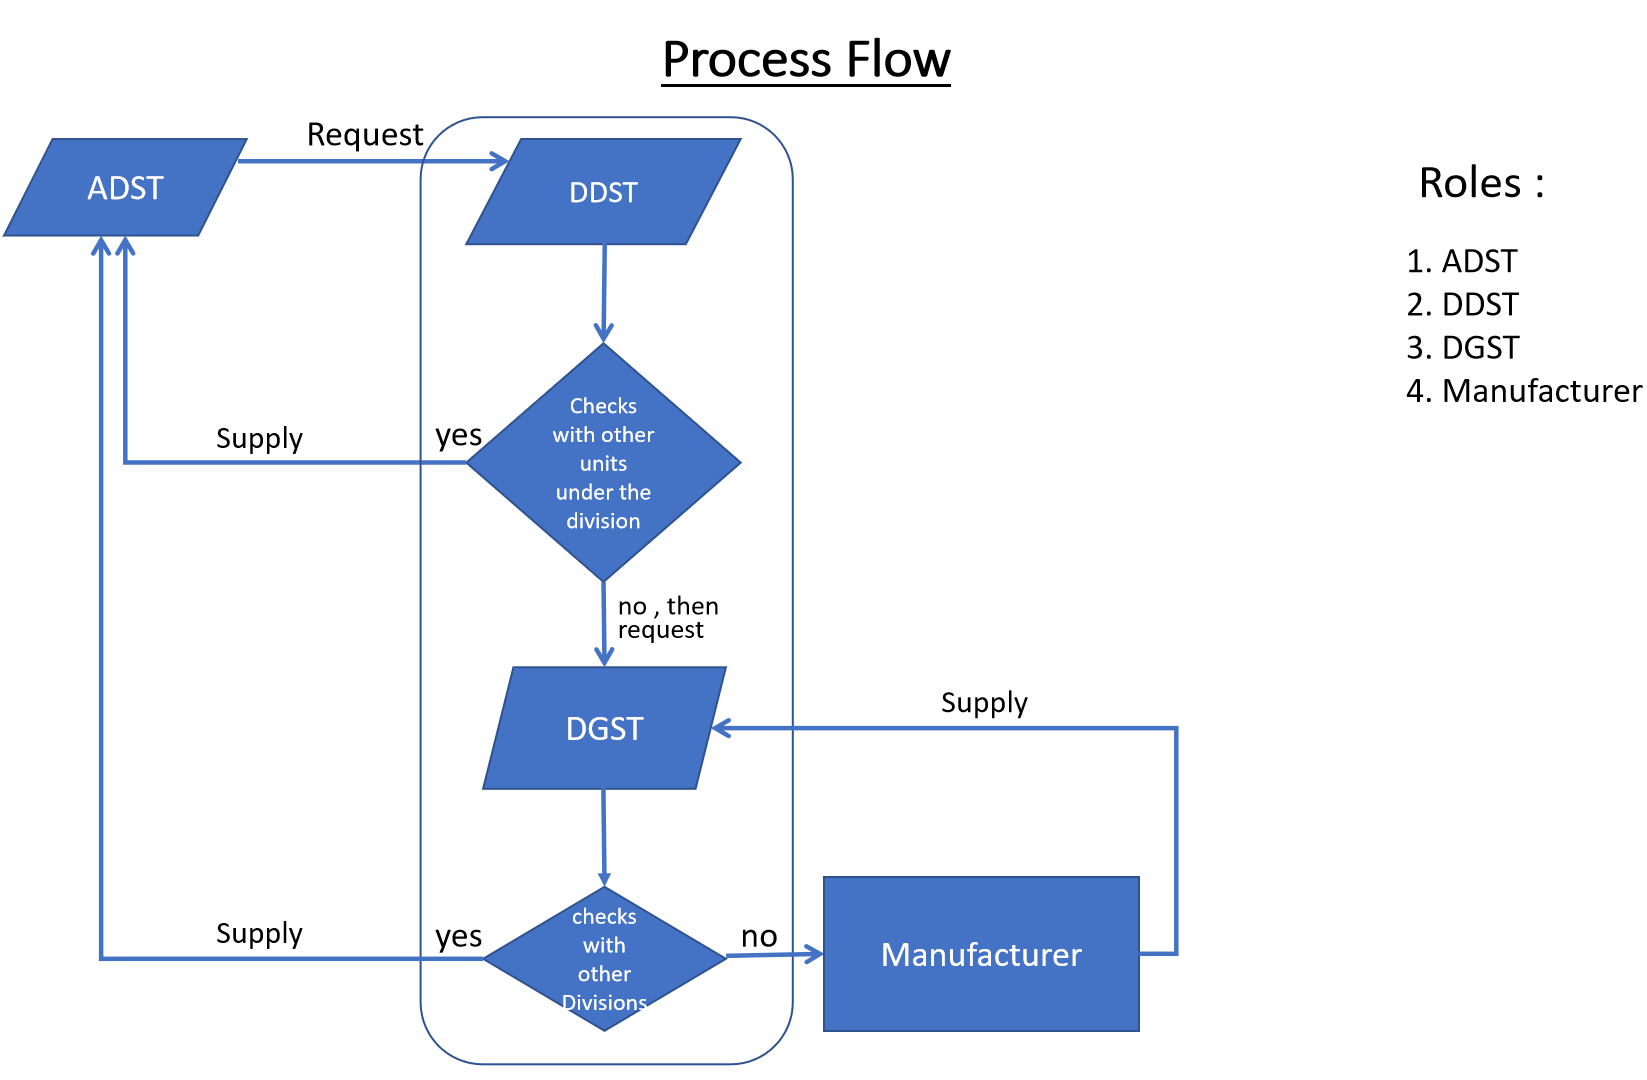 Process Flow
Request
ADST
DDST
Roles :
1. ADST
2. DDST
3. DGST
4. Manufacturer
Checks
with other
units
under the
division
Supply
yes
no , then
request
DGST
Supply
checks
with
other
Divisions
Supply
yes
no
Manufacturer